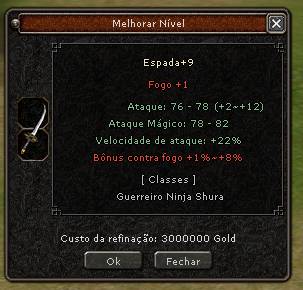 Melhorar Nível
Espada+9
Fogo +1
Ataque: 76 - 78 (+2~+12)
Ataque Mágico: 78 - 82
Velocidade de ataque: +22%
Bônus contra fogo +1%~+8%
[ Classes ]
Guerreiro Ninja Shura
Custo da refinação: 3000000 Gold
Ok Fechar